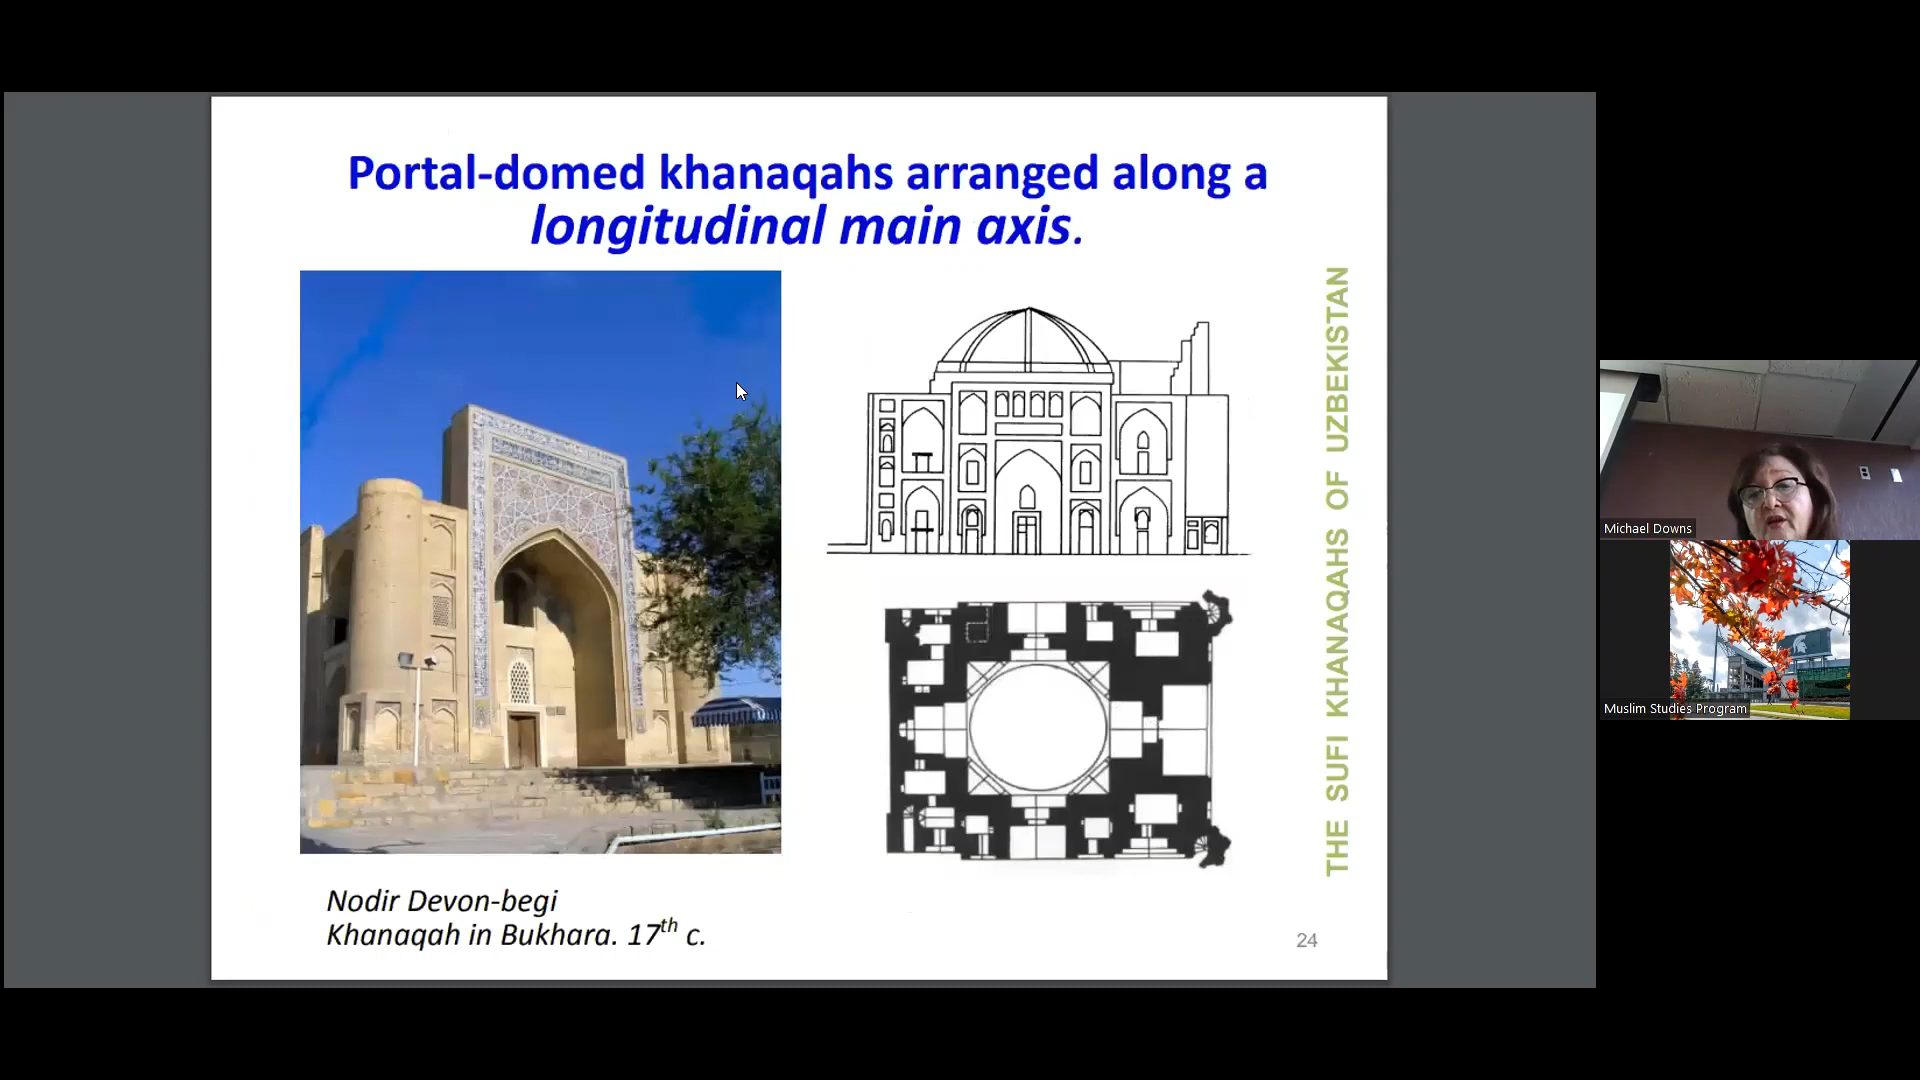 Portal-domed khanaqahs arranged along a
longitudinal main axis.
THE SUFI KHANAQAHS OF UZBEKISTAN
Nodir Devon-begi
Khanaqah in Bukhara. 17th c.
24
Michael Downs
Muslim Studies Program